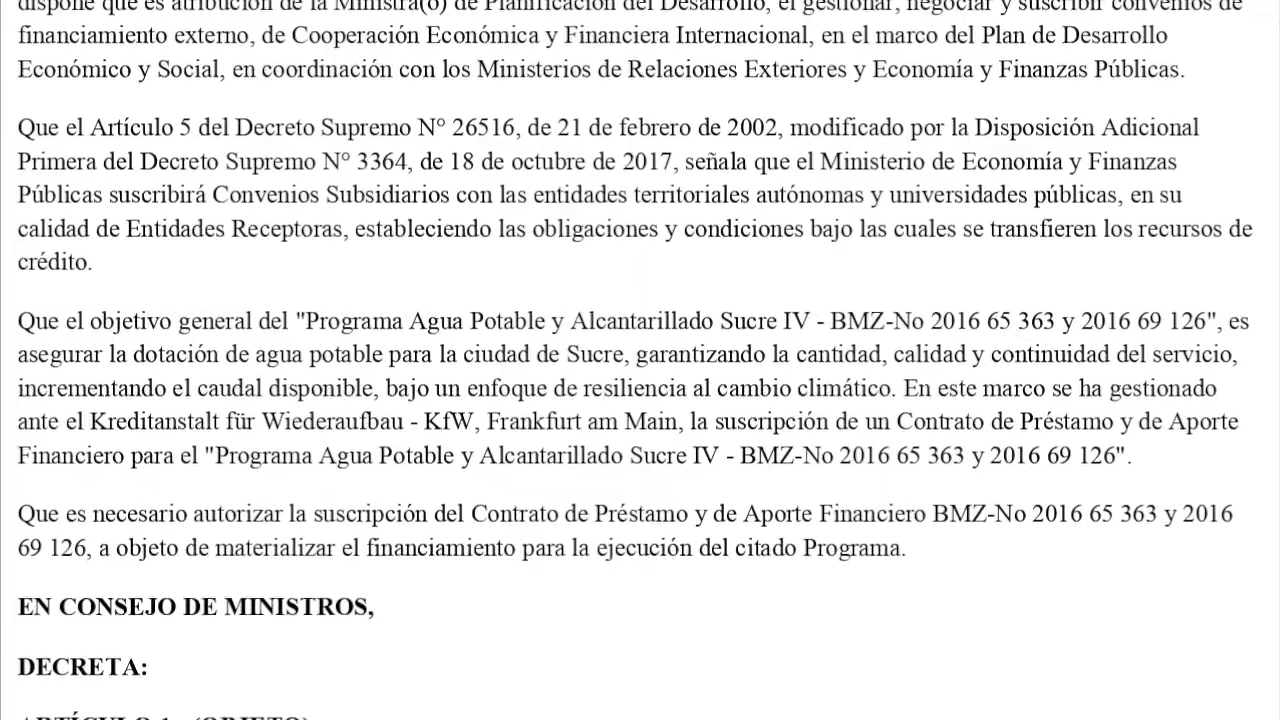 dispone que es atribución de la Ministra(o) de Planificación del Desarrollo, el gestionar, negociar y suscribir convenios de
financiamiento externo, de Cooperación Económica y Financiera Internacional, en el marco del Plan de Desarrollo
Económico y Social, en coordinación con los Ministerios de Relaciones Exteriores y Economía y Finanzas Públicas.
Que el Artículo 5 del Decreto Supremo N° 26516, de 21 de febrero de 2002, modificado por la Disposición Adicional
Primera del Decreto Supremo N° 3364, de 18 de octubre de 2017, señala que el Ministerio de Economía y Finanzas
Públicas suscribirá Convenios Subsidiarios con las entidades territoriales autónomas y universidades públicas, en su
calidad de Entidades Receptoras, estableciendo las obligaciones y condiciones bajo las cuales se transfieren los recursos de
crédito.
Que el objetivo general del "Programa Agua Potable y Alcantarillado Sucre IV - BMZ-No 2016 65 363 y 2016 69 126", es
asegurar la dotación de agua potable para la ciudad de Sucre, garantizando la cantidad, calidad y continuidad del servicio,
incrementando el caudal disponible, bajo un enfoque de resiliencia al cambio climático. En este marco se ha gestionado
ante el Kreditanstalt für Wiederaufbau - KfW, Frankfurt am Main, la suscripción de un Contrato de Préstamo y de Aporte
Financiero para el "Programa Agua Potable y Alcantarillado Sucre IV - BMZ-No 2016 65 363 y 2016 69 126".
Que es necesario autorizar la suscripción del Contrato de Préstamo y de Aporte Financiero BMZ-No 2016 65 363 y 2016
69 126, a objeto de materializar el financiamiento para la ejecución del citado Programa.
EN CONSEJO DE MINISTROS,
DECRETA: